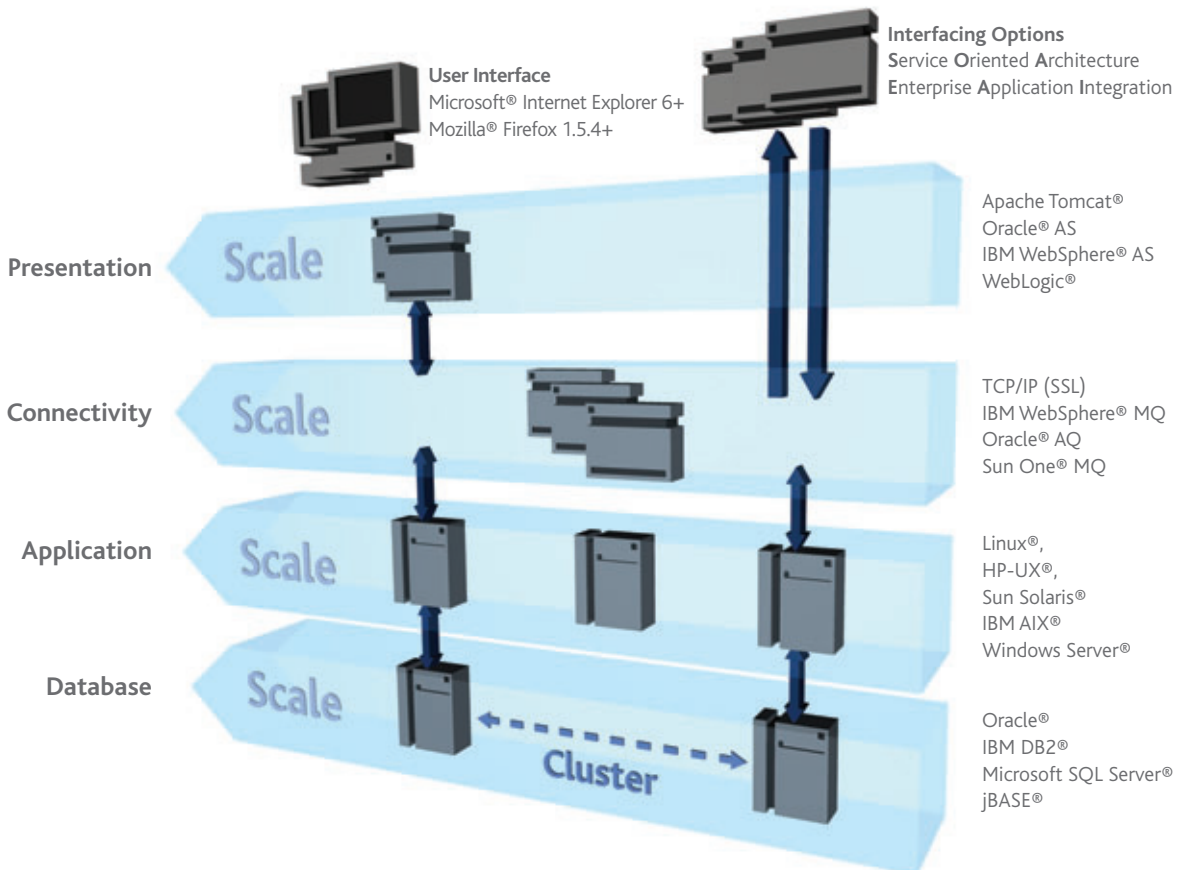 User Interface
Microsoft® Internet Explorer 6+
Mozilla® Firefox 1.5.4+
Interfacing Options
Service Oriented Architecture
Enterprise Application Integration
Presentation
Scale
Apache Tomcat®
Oracle® AS
IBM WebSphere® AS
WebLogic®
Connectivity
Scale
TCP/IP (SSL)
IBM WebSphere® MQ
Oracle® AQ
Sun One® MQ
Application
Scale
Linux®,
HP-UX®,
Sun Solaris®
IBM AIX®
Windows Server®
Database
Scale
Cluster
Oracle®
IBM DB2®
Microsoft SQL Server®
jBASE®